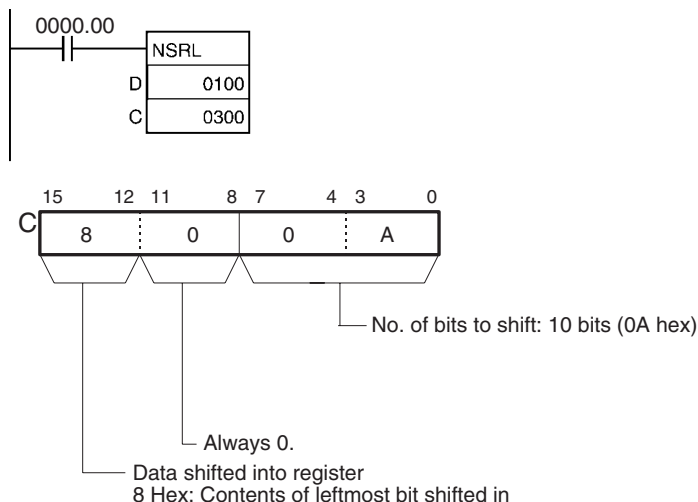 0000.00
NSRL
D 0100
C 0300
15 12 11 8 7 4 3 0
C 8 0 0 A
No. of bits to shift: 10 bits (0A hex)
Always 0.
Data shifted into register
8 Hex: Contents of leftmost bit shifted in